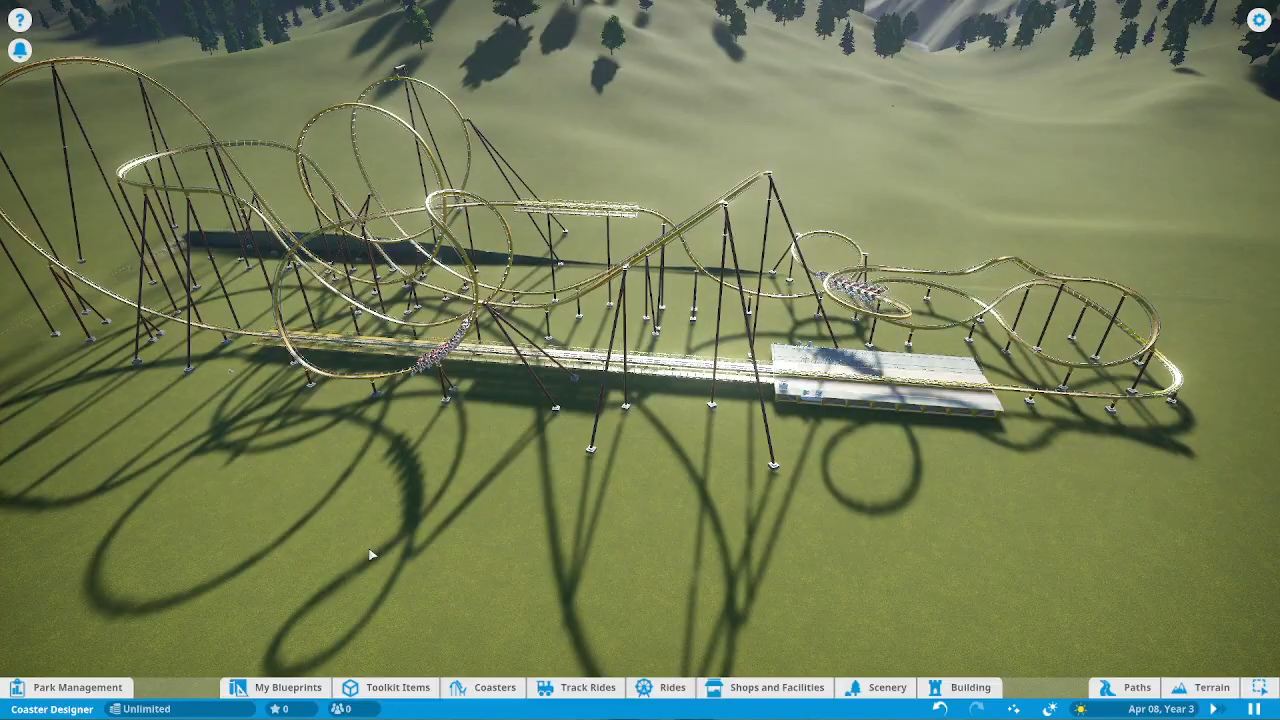 ?
Park Management
My Blueprints
Toolkit Items
Coasters
Track Rides
Rides
Shops and Facilities
Scenery
Building
Paths
Terrain
Coaster Designer
Unlimited
0
0
Apr 08, Year 3